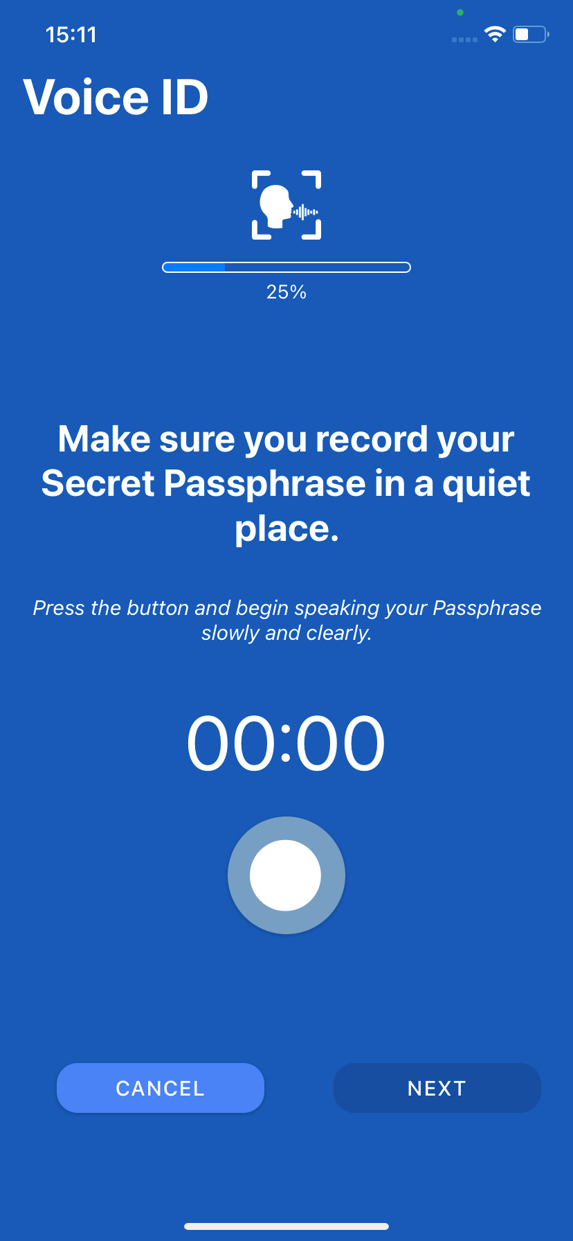 15:11
Voice ID
25%
Make sure you record your
Secret Passphrase in a quiet
place.
Press the button and begin speaking your Passphrase
slowly and clearly.
00:00
CANCEL
NEXT